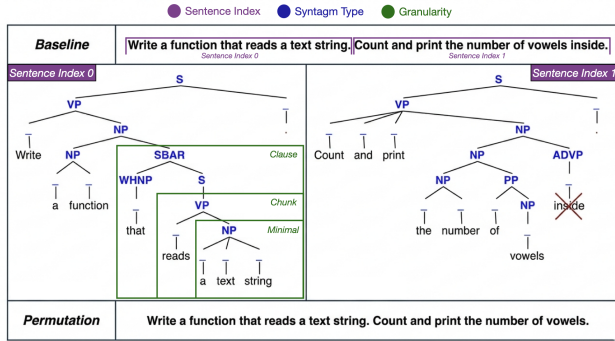 Sentence Index Syntagm Type Granularity
Baseline
Write a function that reads a text string. Count and print the number of vowels inside.
Sentence Index 0 Sentence Index 1
Sentence Index 0
S
VP _
_ NP .
Write NP SBAR Clause
_ _ WHNP S
a function _ VP Chunk
that _ NP Minimal
reads _ _ _
a text string
Sentence Index 1
S
VP _
_ _ _ NP .
Count and print NP ADVP
NP PP _
_ _ _ NP inside
the number of _
vowels
Permutation
Write a function that reads a text string. Count and print the number of vowels.